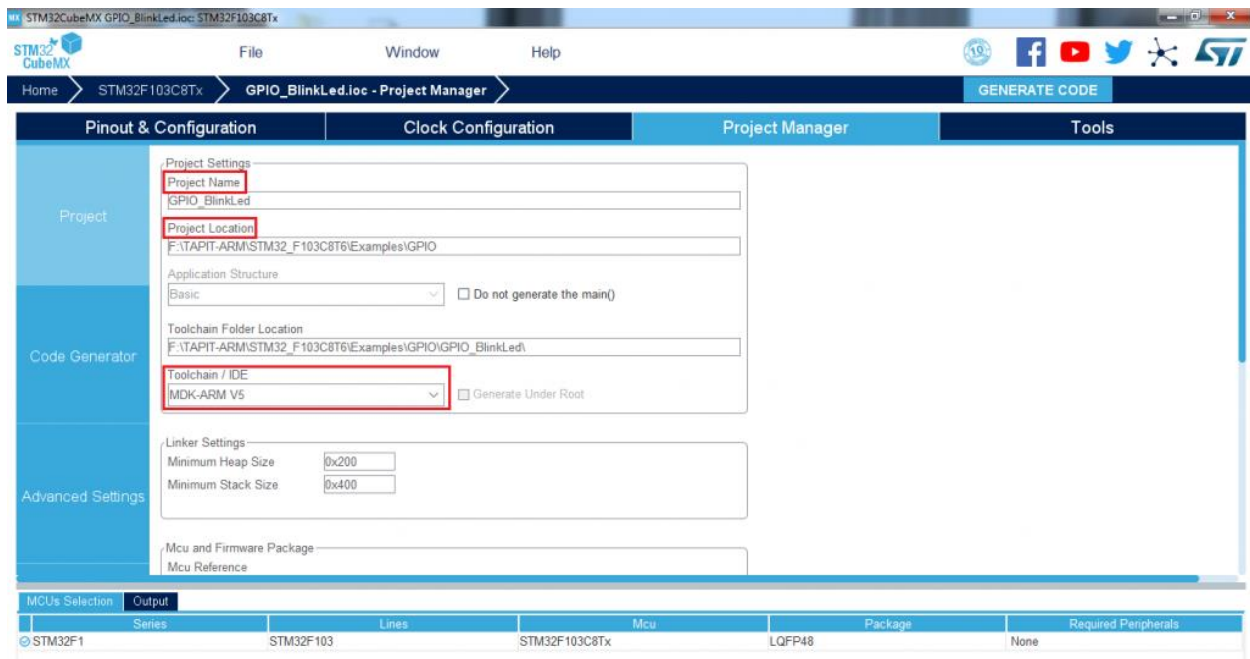 MX STM32CubeMX GPIO_BlinkLed.ioc: STM32F103C8Tx
STM32
CubeMX
File Window Help
10
Home STM32F103C8Tx GPIO_BlinkLed.ioc - Project Manager GENERATE CODE
Pinout & Configuration Clock Configuration Project Manager Tools
Project
Code Generator
Advanced Settings
Project Settings
Project Name
GPIO_BlinkLed
Project Location
F:\TAPIT-ARM\STM32_F103C8T6\Examples\GPIO
Application Structure
Basic Do not generate the main()
Toolchain Folder Location
F:\TAPIT-ARM\STM32_F103C8T6\Examples\GPIO\GPIO_BlinkLed\
Toolchain / IDE
MDK-ARM V5 Generate Under Root
Linker Settings
Minimum Heap Size 0x200
Minimum Stack Size 0x400
Mcu and Firmware Package
Mcu Reference
MCUs Selection Output
Series Lines Mcu Package Required Peripherals
STM32F1 STM32F103 STM32F103C8Tx LQFP48 None